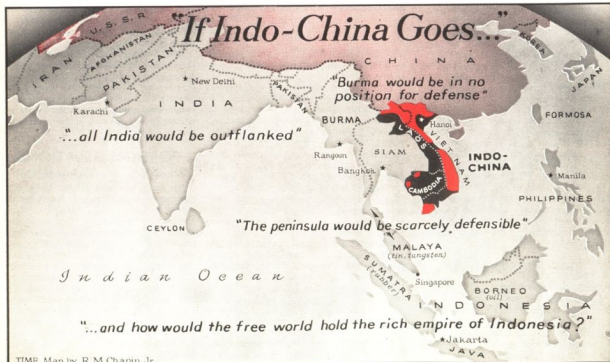 "If Indo-China Goes..."
U.S.S.R.
IRAN
AFGHANISTAN
PAKISTAN
CHINA
KOREA
JAPAN
New Delhi
Karachi
INDIA
PAKISTAN
"Burma would be in no
position for defense"
BURMA
Hanoi
LAOS
VIETNAM
FORMOSA
"...all India would be outflanked"
Rangoon
SIAM
Bangkok
INDO-
CHINA
CAMBODIA
Manila
PHILIPPINES
CEYLON
"The peninsula would be scarcely defensible"
MALAYA
(tin, tungsten)
Indian Ocean
SUMATRA
(rubber)
Singapore
BORNEO
(oil)
INDONESIA
"...and how would the free world hold the rich empire of Indonesia?"
Jakarta
JAVA
TIME Map by R.M.Chapin, Jr.